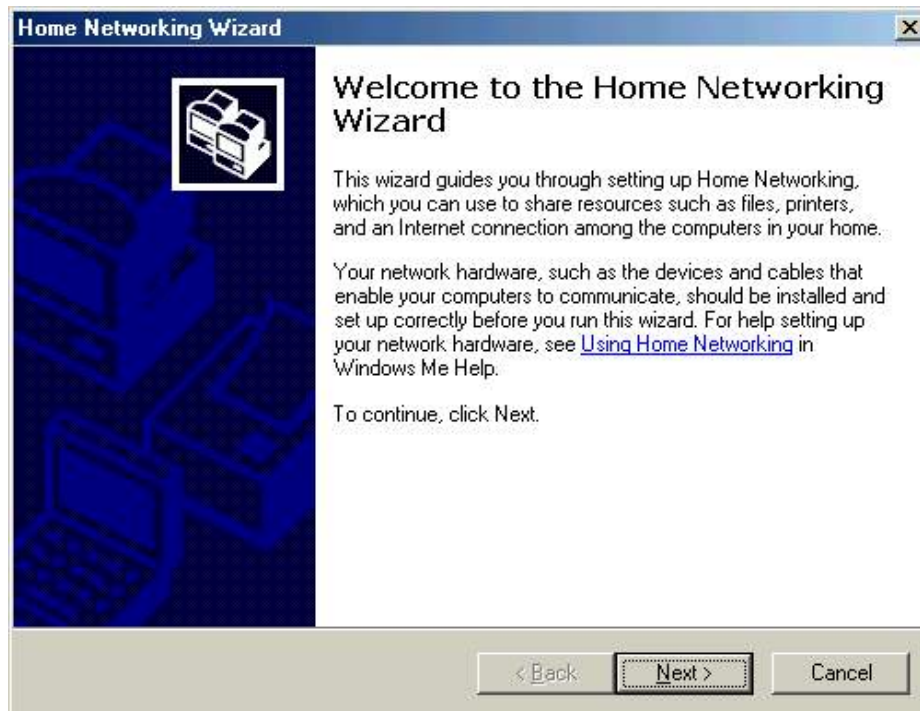 Home Networking Wizard
Welcome to the Home Networking
Wizard
This wizard guides you through setting up Home Networking,
which you can use to share resources such as files, printers,
and an Internet connection among the computers in your home.
Your network hardware, such as the devices and cables that
enable your computers to communicate, should be installed and
set up correctly before you run this wizard. For help setting up
your network hardware, see Using Home Networking in
Windows Me Help.
To continue, click Next.
< Back Next > Cancel